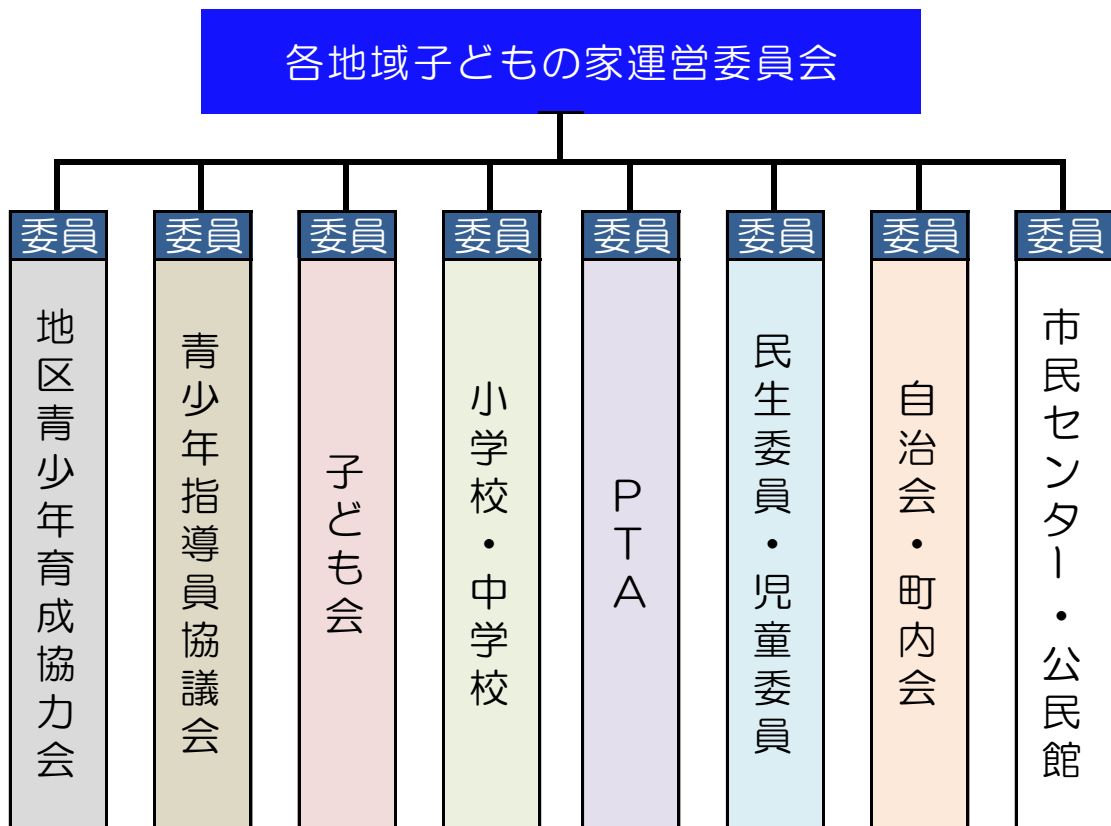 各地域子どもの家運営委員会
委員
地区青少年育成協力会
委員
青少年指導員協議会
委員
子ども会
委員
小学校・中学校
委員
PTA
委員
民生委員・児童委員
委員
自治会・町内会
委員
市民センター・公民館